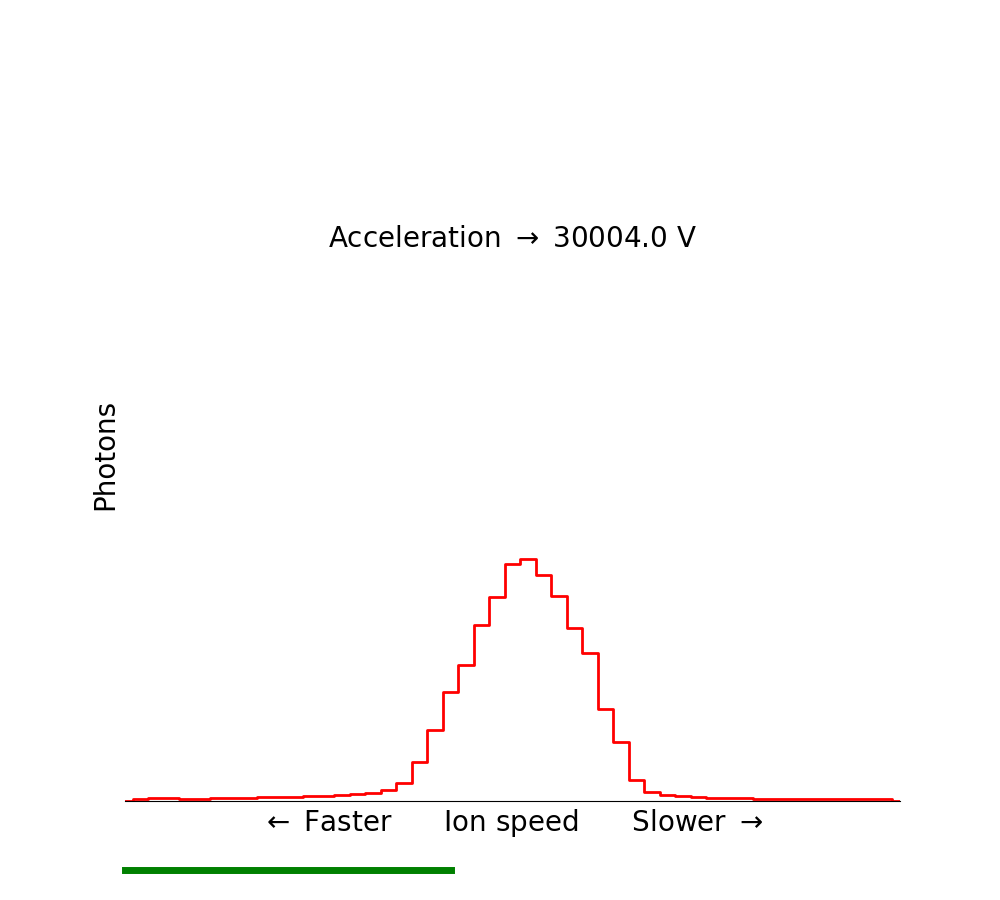 Acceleration → 30004.0 V
Photons
← Faster Ion speed Slower →